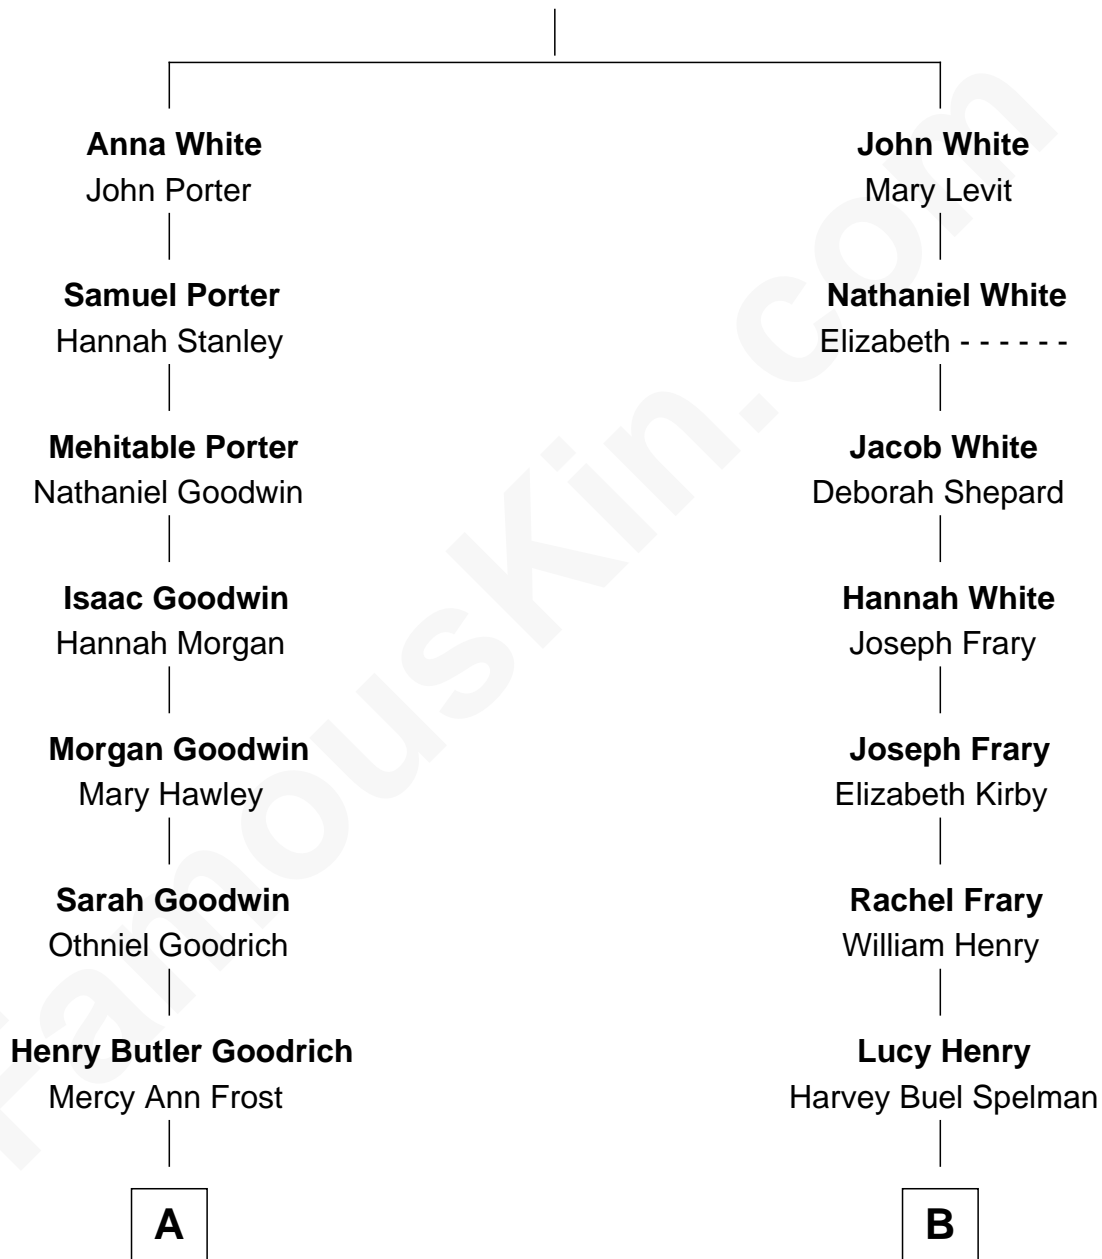 Anna White
John Porter
Samuel Porter
Hannah Stanley
Mehitable Porter
Nathaniel Goodwin
Isaac Goodwin
Hannah Morgan
Morgan Goodwin
Mary Hawley
Sarah Goodwin
Othniel Goodrich
Henry Butler Goodrich
Mercy Ann Frost
A
John White
Mary Levit
Nathaniel White
Elizabeth - - - - - -
Jacob White
Deborah Shepard
Hannah White
Joseph Frary
Joseph Frary
Elizabeth Kirby
Rachel Frary
William Henry
Lucy Henry
Harvey Buel Spelman
B
FamousKin.com